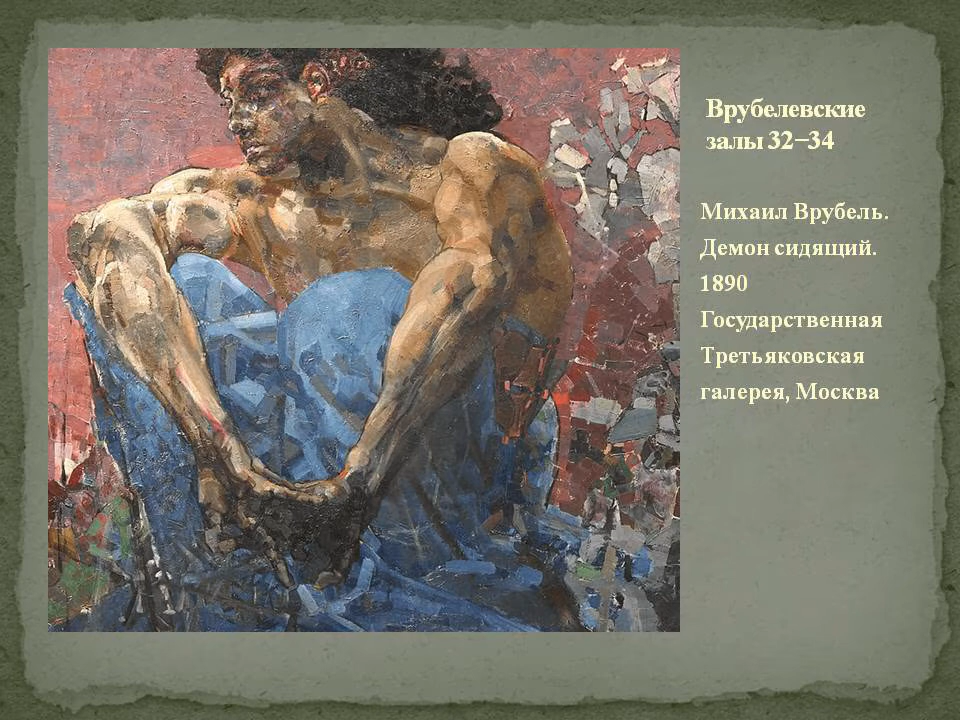 Врубелевские
залы 32–34
Михаил Врубель.
Демон сидящий.
1890
Государственная
Третьяковская
галерея, Москва